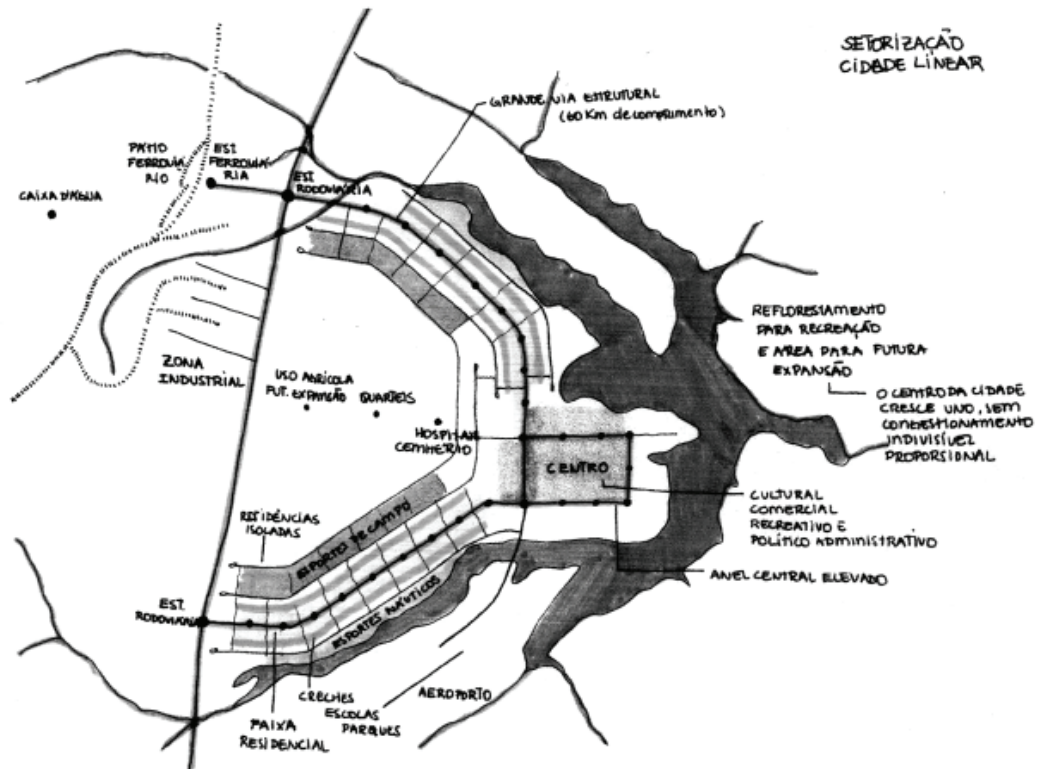 SETORIZAÇÃO
CIDADE LINEAR
GRANDE VIA ESTRUTURAL
(60 Km de comprimento)
PÁTIO
FERROVIÁ
RIO
EST.
FERROVIÁ
RIA
EST.
RODOVIÁRIA
CAIXA D'ÁGUA
ZONA
INDUSTRIAL
USO AGRÍCOLA
FUT. EXPANSÃO
QUARTEIS
HOSPITAL
CEMITERIO
CENTRO
REFLORESTAMENTO
PARA RECREAÇÃO
E AREA PARA FUTURA
EXPANSÃO
O CENTRO DA CIDADE
CRESCE UNO, SEM
CONGESTIONAMENTO
INDIVISÍVEL
PROPORSIONAL
CULTURAL
COMERCIAL
RECREATIVO E
POLÍTICO ADMINISTRATIVO
ANEL CENTRAL ELEVADO
RESIDÊNCIAS
ISOLADAS
ESPORTES DE CAMPO
ESPORTES NÁUTICOS
EST.
RODOVIÁRIA
CRECHES
ESCOLAS
PARQUES
FAIXA
RESIDENCIAL
AEROPORTO